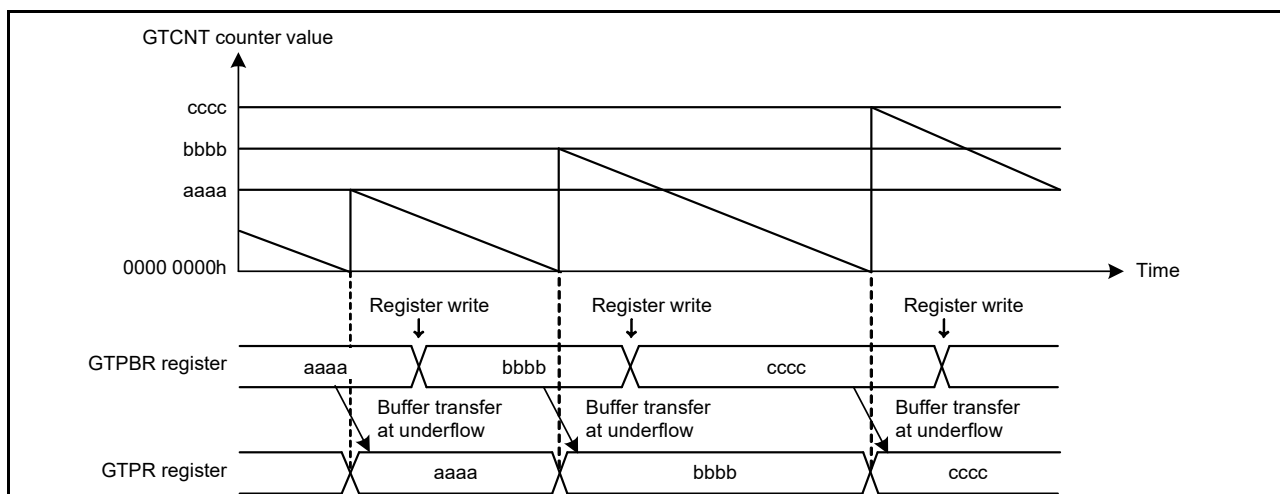 GTCNT counter value
cccc
bbbb
aaaa
0000 0000h
Time
Register write
Register write
Register write
GTPBR register
aaaa
bbbb
cccc
Buffer transfer
at underflow
Buffer transfer
at underflow
Buffer transfer
at underflow
GTPR register
aaaa
bbbb
cccc